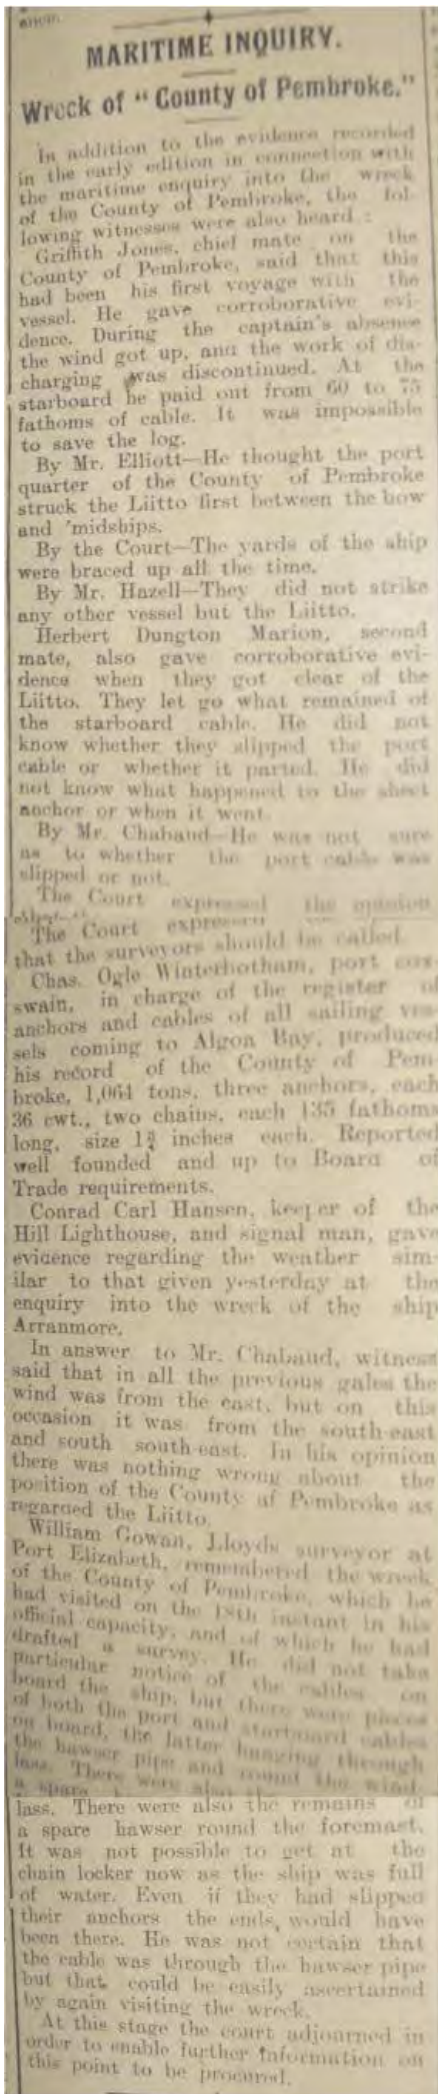 MARITIME INQUIRY.
Wreck of "County of Pembroke."
In addition to the evidence recorded
in the early edition in connection with
the maritime enquiry into the wreck
of the County of Pembroke, the fol-
lowing witnesses were also heard :
Griffith Jones, chief mate on the
County of Pembroke, said that this
had been his first voyage with the
vessel. He gave corroborative evi-
dence. During the captain's absence
the wind got up, and the work of dis-
charging was discontinued. At the
starboard he paid out from 60 to 75
fathoms of cable. It was impossible
to save the log.
By Mr. Elliott—He thought the port
quarter of the County of Pembroke
struck the Liitto first between the bow
and 'midships.
By the Court—The yards of the ship
were braced up all the time.
By Mr. Hazell—They did not strike
any other vessel but the Liitto.
Herbert Dungton Marion, second
mate, also gave corroborative evi-
dence when they got clear of the
Liitto. They let go what remained of
the starboard cable. He did not
know whether they slipped the port
cable or whether it parted. He did
not know what happened to the sheet
anchor or when it went.
By Mr. Chabaud—He was not sure
as to whether the port cable was
slipped or not.
The Court expressed the opinion
The Court expressed
that the surveyors should be called.
Chas. Ogle Winterbotham, port cox-
swain, in charge of the register of
anchors and cables of all sailing ves-
sels coming to Algoa Bay, produced
his record of the County of Pem-
broke, 1,064 tons, three anchors, each
36 cwt., two chains, each 135 fathoms
long, size 1¾ inches each. Reported
well founded and up to Board of
Trade requirements.
Conrad Carl Hansen, keeper of the
Hill Lighthouse, and signal man, gave
evidence regarding the weather sim-
ilar to that given yesterday at the
enquiry into the wreck of the ship
Arranmore.
In answer to Mr. Chabaud, witness
said that in all the previous gales the
wind was from the east, but on this
occasion it was from the south-east
and south south-east. In his opinion
there was nothing wrong about the
position of the County of Pembroke as
regarded the Liitto.
William Gowan, Lloyds surveyor at
Port Elizabeth, remembered the wreck
of the County of Pembroke, which he
had visited on the 18th instant in his
official capacity, and of which he had
drafted a survey. He did not take
particular notice of the cables on
board the ship, but there were pieces
of both the port and starboard cables
on board, the latter hanging through
the hawser pipe and round the wind-
lass. There were also the
lass. There were also the remains of
a spare hawser round the foremast.
It was not possible to get at the
chain locker now as the ship was full
of water. Even if they had slipped
their anchors the ends would have
been there. He was not certain that
the cable was through the hawser pipe
but that could be easily ascertained
by again visiting the wreck.
At this stage the court adjourned in
order to enable further information on
this point to be procured.